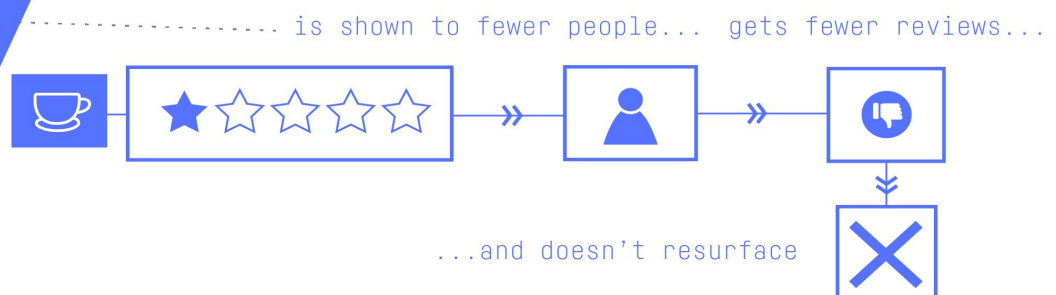 is shown to fewer people... gets fewer reviews...
...and doesn't resurface